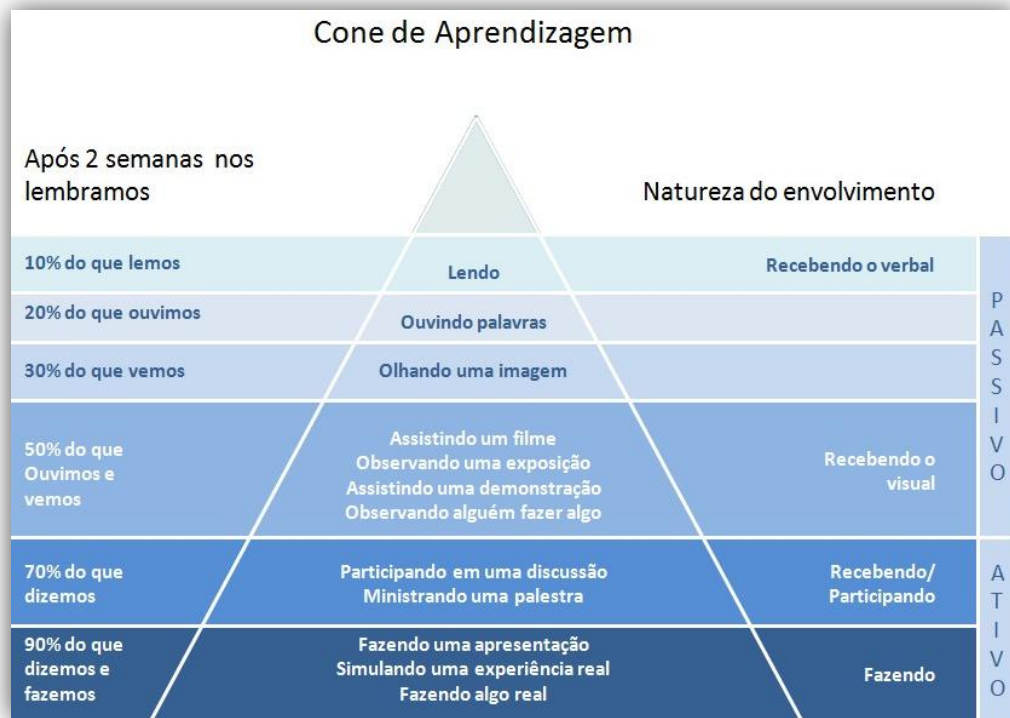 Cone de Aprendizagem
Após 2 semanas nos
lembramos
Natureza do envolvimento
10% do que lemos
Lendo
Recebendo o verbal
20% do que ouvimos
Ouvindo palavras
30% do que vemos
Olhando uma imagem
50% do que
Ouvimos e
vemos
Assistindo um filme
Observando uma exposição
Assistindo uma demonstração
Observando alguém fazer algo
Recebendo o
visual
PASSIVO
70% do que
dizemos
Participando em uma discussão
Ministrando uma palestra
Recebendo/
Participando
90% do que
dizemos e
fazemos
Fazendo uma apresentação
Simulando uma experiência real
Fazendo algo real
Fazendo
ATIVO